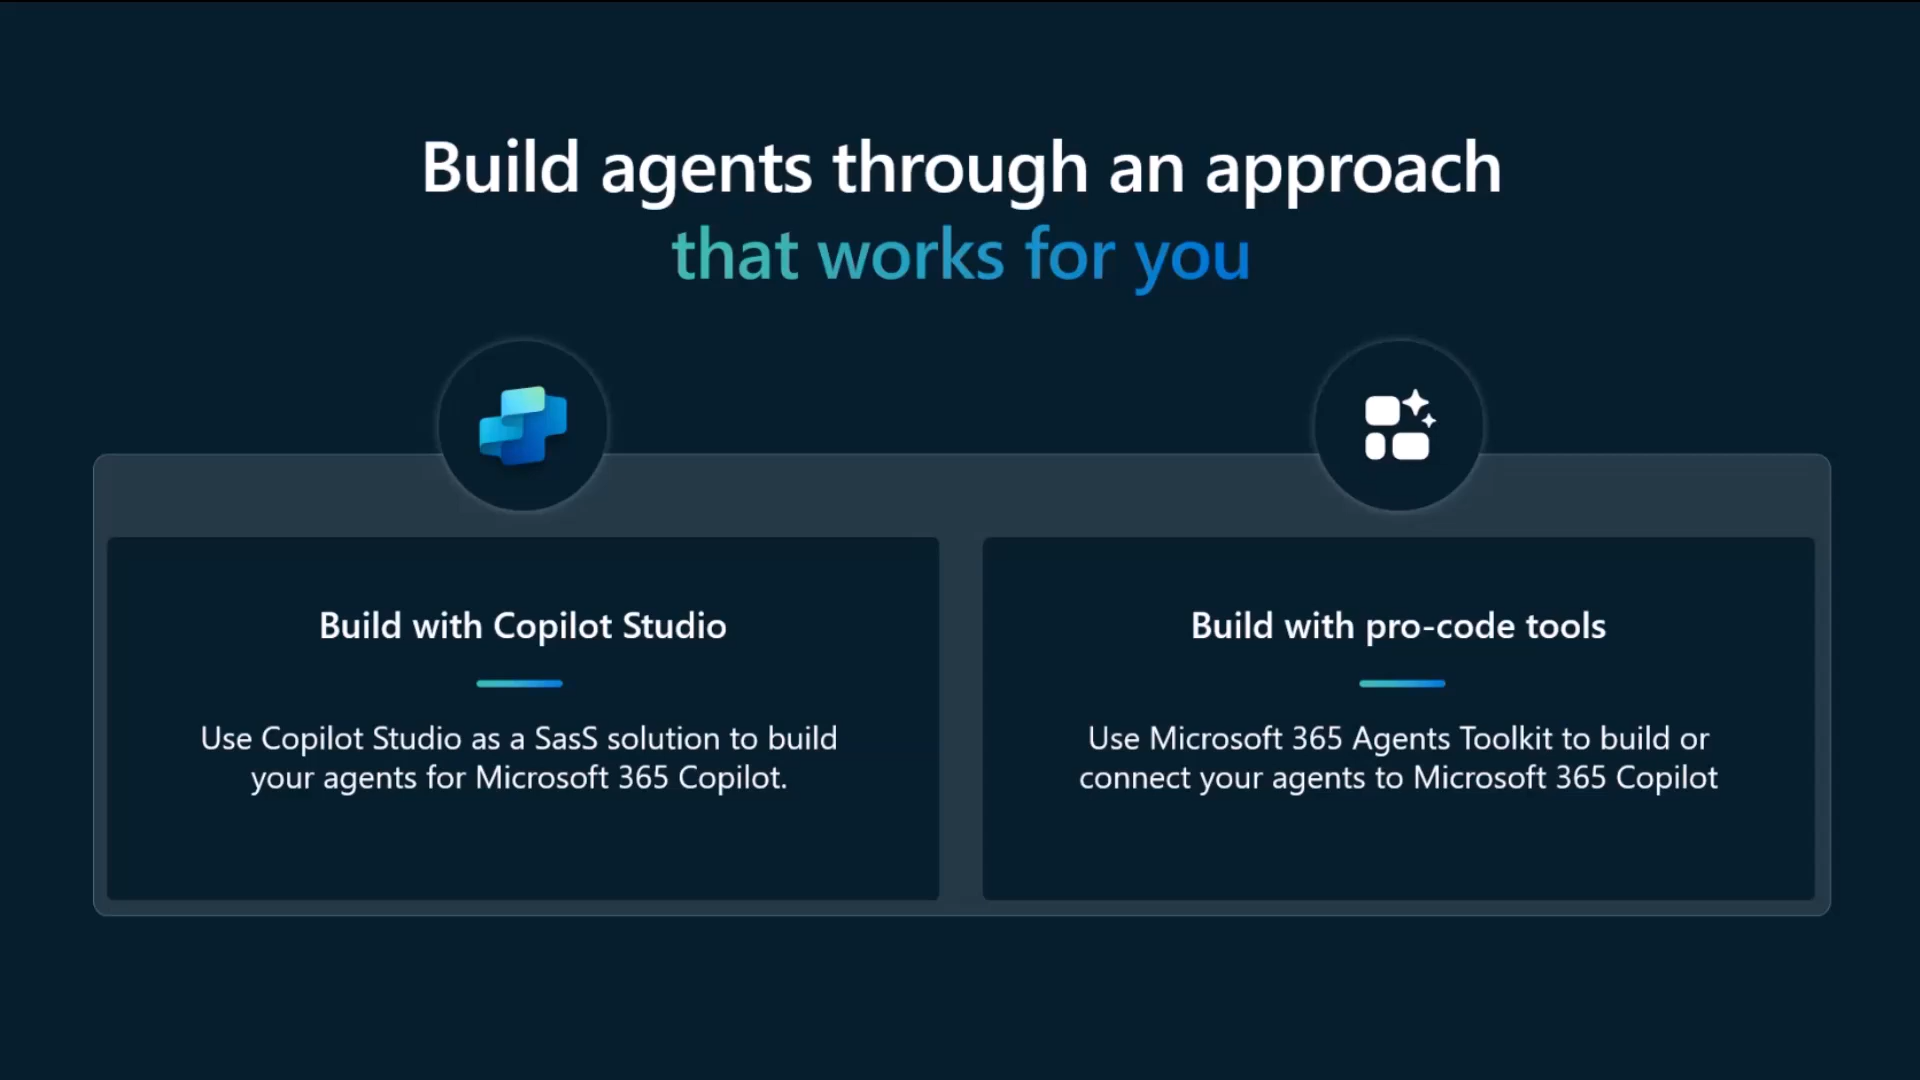 Build agents through an approach
that works for you
Build with Copilot Studio
Use Copilot Studio as a SasS solution to build
your agents for Microsoft 365 Copilot.
Build with pro-code tools
Use Microsoft 365 Agents Toolkit to build or
connect your agents to Microsoft 365 Copilot